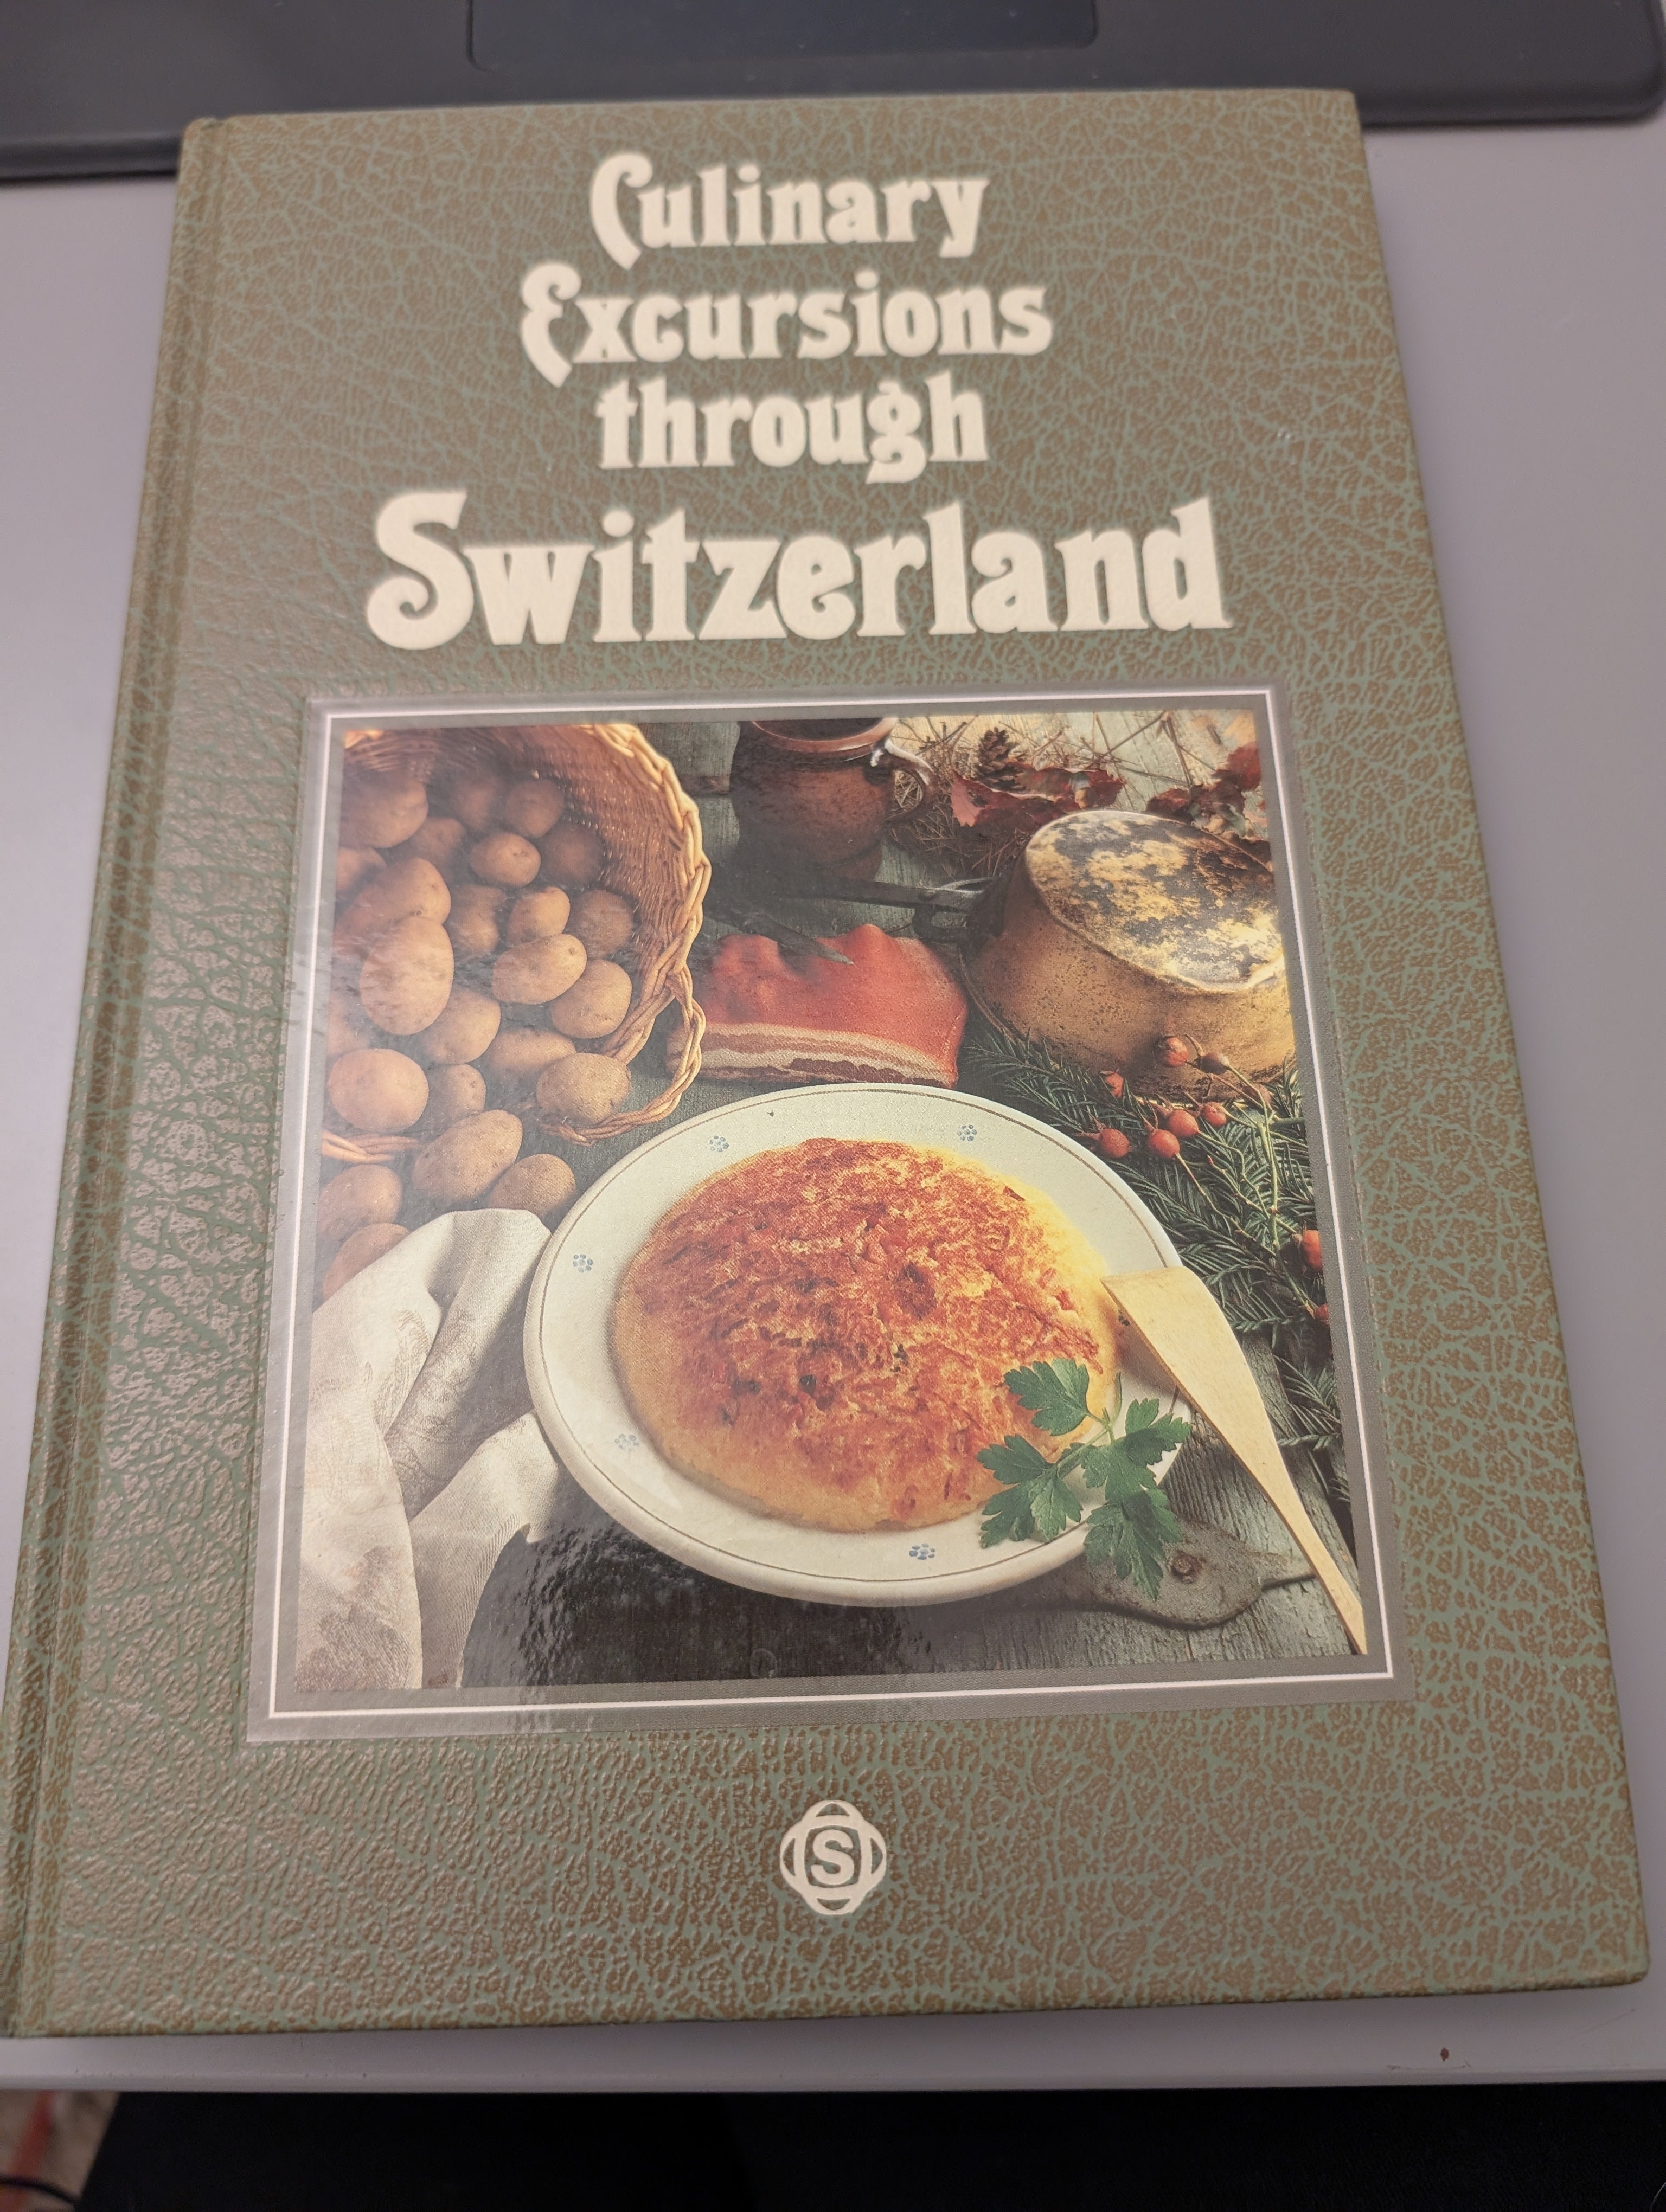 Culinary
Excursions
through
Switzerland
S